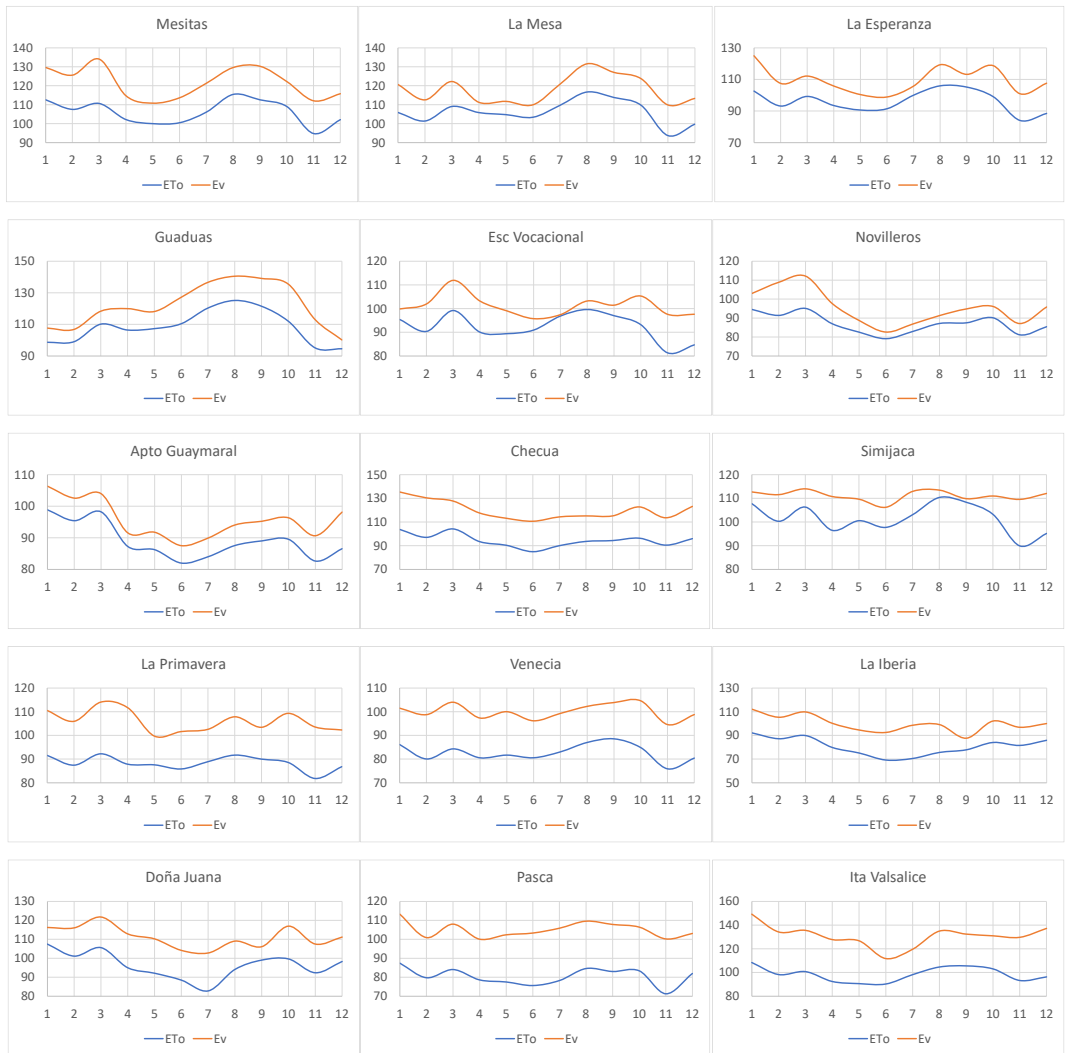 Mesitas
140
130
120
110
100
90
1 2 3 4 5 6 7 8 9 10 11 12
ETo Ev
La Mesa
140
130
120
110
100
90
1 2 3 4 5 6 7 8 9 10 11 12
ETo Ev
La Esperanza
130
110
90
70
1 2 3 4 5 6 7 8 9 10 11 12
ETo Ev
Guaduas
150
130
110
90
1 2 3 4 5 6 7 8 9 10 11 12
ETo Ev
Esc Vocacional
120
110
100
90
80
1 2 3 4 5 6 7 8 9 10 11 12
ETo Ev
Novilleros
120
110
100
90
80
70
1 2 3 4 5 6 7 8 9 10 11 12
ETo Ev
Apto Guaymaral
110
100
90
80
1 2 3 4 5 6 7 8 9 10 11 12
ETo Ev
Checua
150
130
110
90
70
1 2 3 4 5 6 7 8 9 10 11 12
ETo Ev
Simijaca
120
110
100
90
80
1 2 3 4 5 6 7 8 9 10 11 12
ETo Ev
La Primavera
120
110
100
90
80
1 2 3 4 5 6 7 8 9 10 11 12
ETo Ev
Venecia
110
100
90
80
70
1 2 3 4 5 6 7 8 9 10 11 12
ETo Ev
La Iberia
130
110
90
70
50
1 2 3 4 5 6 7 8 9 10 11 12
ETo Ev
Doña Juana
130
120
110
100
90
80
1 2 3 4 5 6 7 8 9 10 11 12
ETo Ev
Pasca
120
110
100
90
80
70
1 2 3 4 5 6 7 8 9 10 11 12
ETo Ev
Ita Valsalice
160
140
120
100
80
1 2 3 4 5 6 7 8 9 10 11 12
ETo Ev